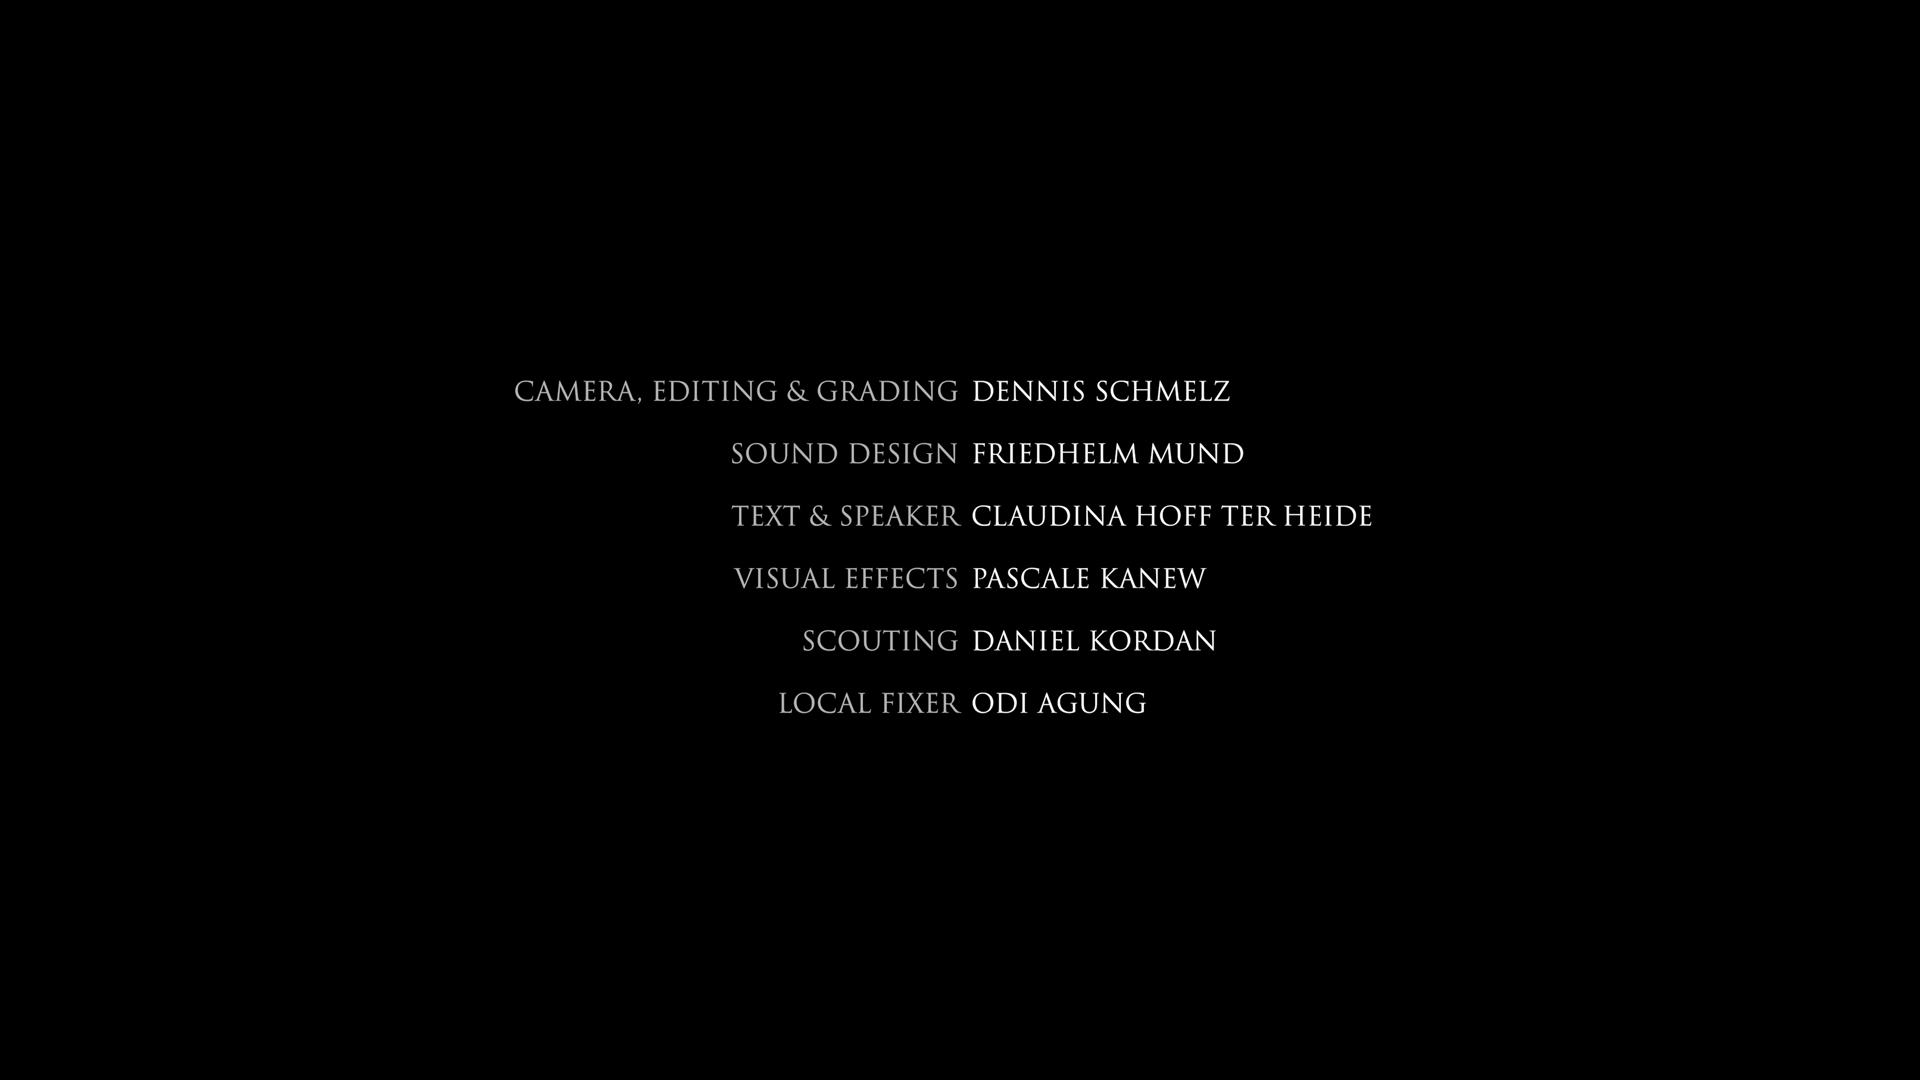 CAMERA, EDITING & GRADING DENNIS SCHMELZ
SOUND DESIGN FRIEDHELM MUND
TEXT & SPEAKER CLAUDINA HOFF TER HEIDE
VISUAL EFFECTS PASCALE KANEW
SCOUTING DANIEL KORDAN
LOCAL FIXER ODI AGUNG